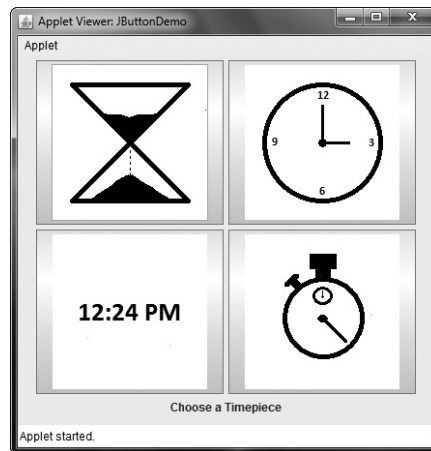 Applet Viewer: JButtonDemo
Applet
12
9
3
6
12:24 PM
Choose a Timepiece
Applet started.